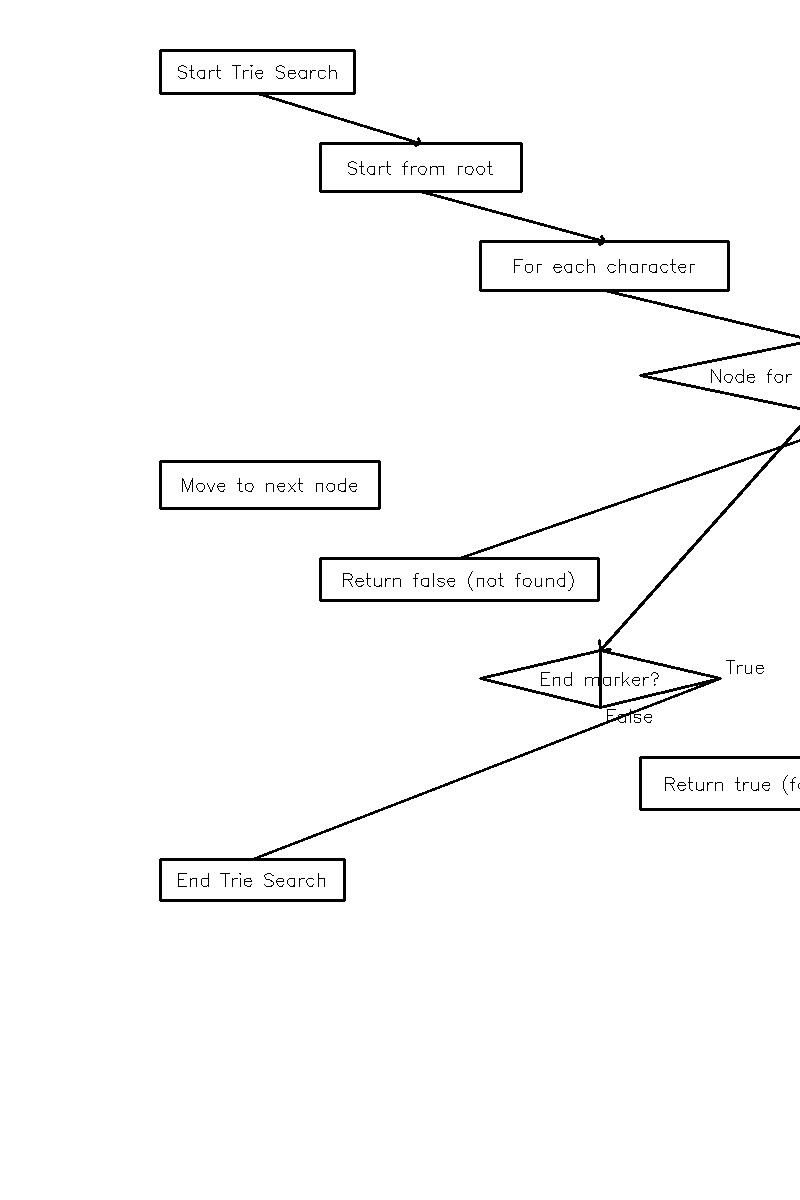 Start Trie Search
Start from root
For each character
Node for
Move to next node
Return false (not found)
True
End marker?
False
Return true
End Trie Search